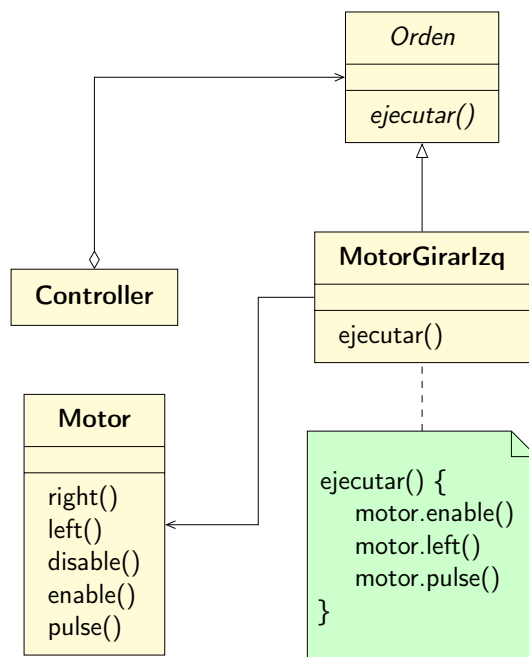 Orden
ejecutar()
MotorGirarIzq
ejecutar()
Controller
Motor
right()
left()
disable()
enable()
pulse()
ejecutar() {
motor.enable()
motor.left()
motor.pulse()
}